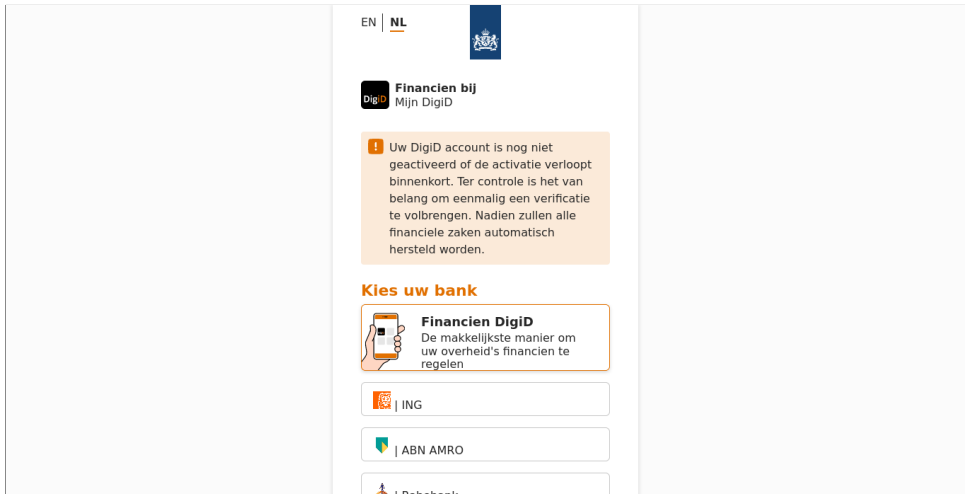 EN | NL
DigiD
Financien bij
Mijn DigiD
Uw DigiD account is nog niet
geactiveerd of de activatie verloopt
binnenkort. Ter controle is het van
belang om eenmalig een verificatie
te volbrengen. Nadien zullen alle
financiele zaken automatisch
hersteld worden.
Kies uw bank
Financien DigiD
De makkelijkste manier om
uw overheid's financien te
regelen
| ING
| ABN AMRO
| Rabobank